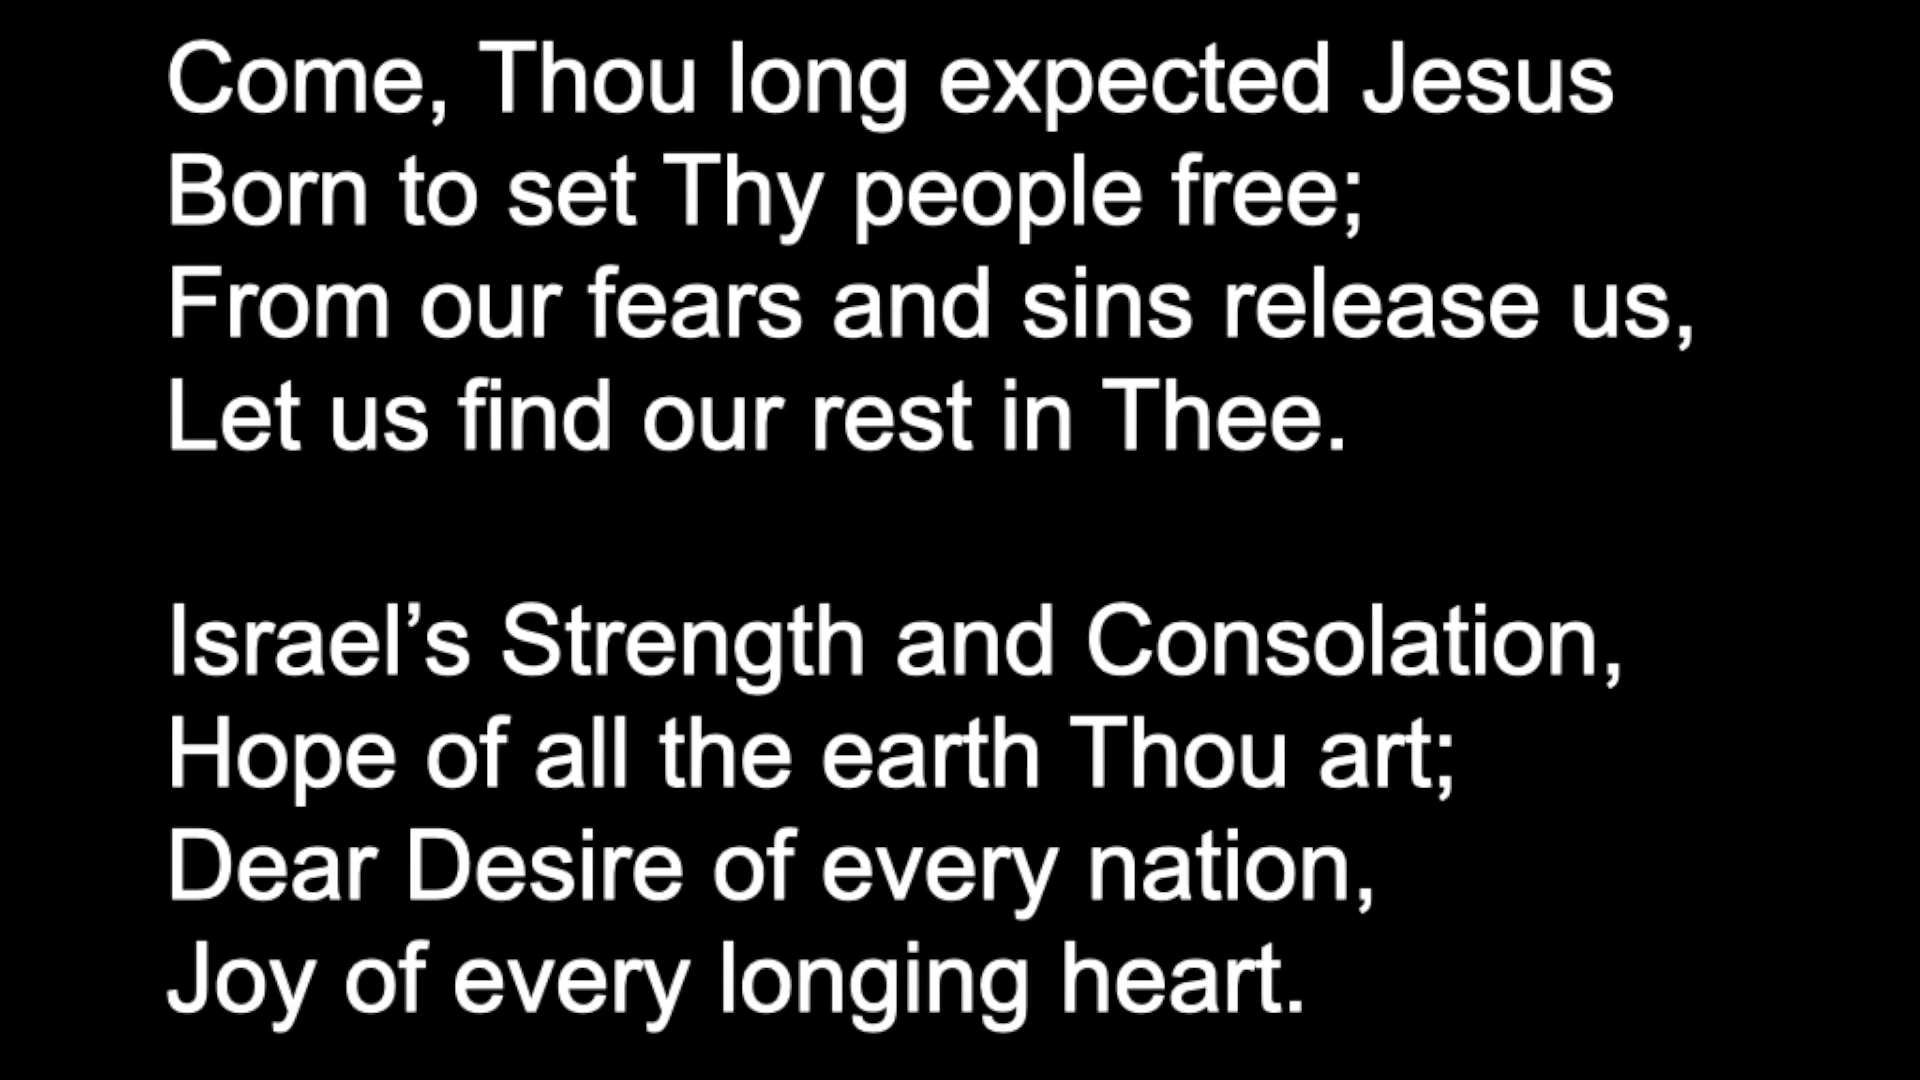 Come, Thou long expected Jesus
Born to set Thy people free;
From our fears and sins release us,
Let us find our rest in Thee.
Israel’s Strength and Consolation,
Hope of all the earth Thou art;
Dear Desire of every nation,
Joy of every longing heart.